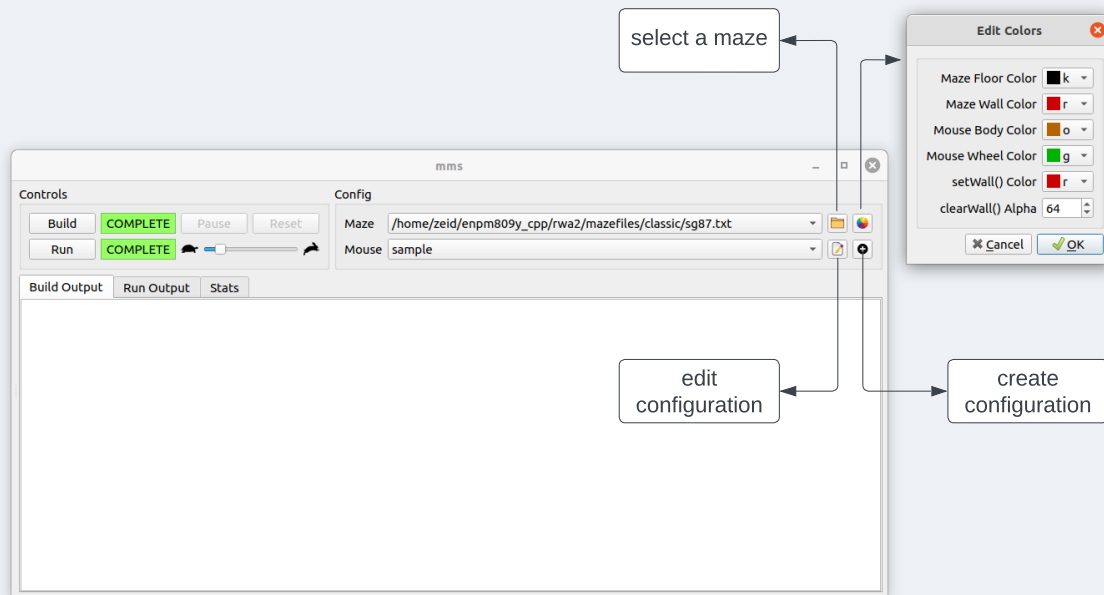 select a maze
Edit Colors
Maze Floor Color k
Maze Wall Color r
Mouse Body Color o
Mouse Wheel Color g
setWall() Color r
clearWall() Alpha 64
Cancel OK
mms
Controls Config
Build COMPLETE Pause Reset Maze /home/zeid/enpm809y_cpp/rwa2/mazefiles/classic/sg87.txt
Run COMPLETE Mouse sample
Build Output Run Output Stats
edit
configuration
create
configuration